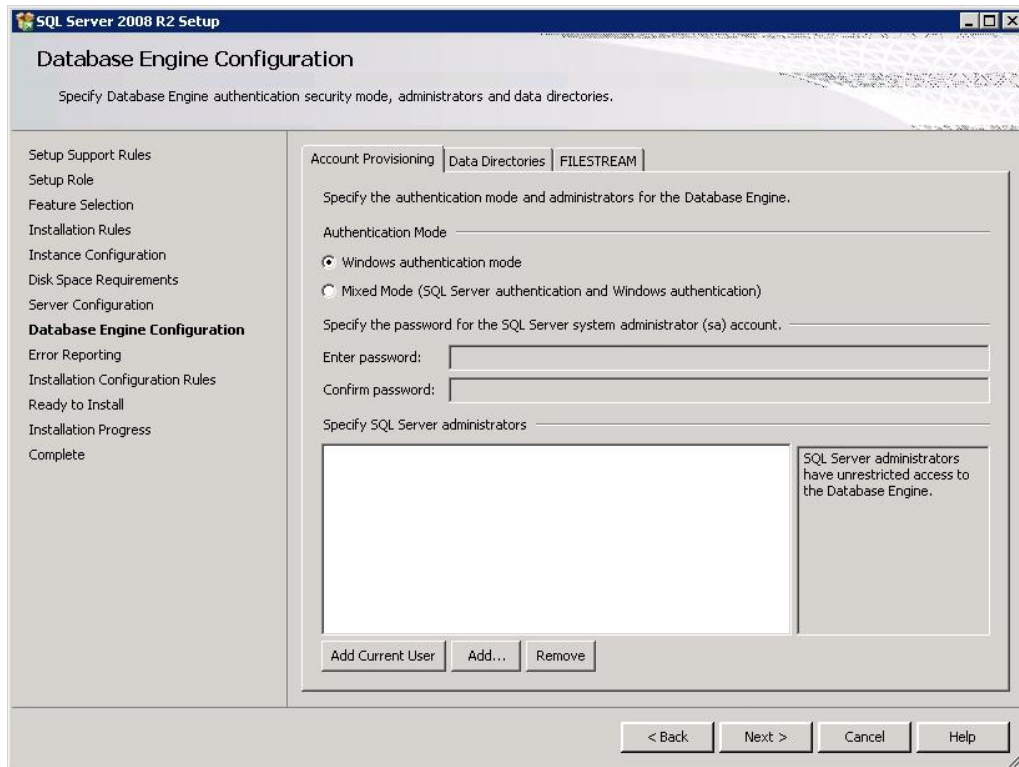 SQL Server 2008 R2 Setup
Database Engine Configuration
Specify Database Engine authentication security mode, administrators and data directories.
Setup Support Rules
Setup Role
Feature Selection
Installation Rules
Instance Configuration
Disk Space Requirements
Server Configuration
Database Engine Configuration
Error Reporting
Installation Configuration Rules
Ready to Install
Installation Progress
Complete
Account Provisioning Data Directories FILESTREAM
Specify the authentication mode and administrators for the Database Engine.
Authentication Mode
Windows authentication mode
Mixed Mode (SQL Server authentication and Windows authentication)
Specify the password for the SQL Server system administrator (sa) account.
Enter password:
Confirm password:
Specify SQL Server administrators
SQL Server administrators
have unrestricted access to
the Database Engine.
Add Current User Add... Remove
< Back Next > Cancel Help